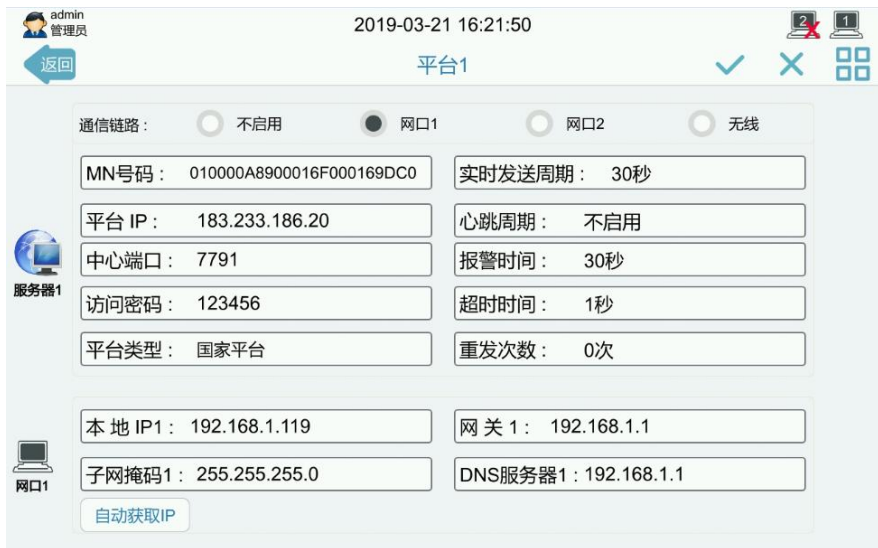 admin
管理员
2019-03-21 16:21:50
2
1
返回
平台1
通信链路： 不启用 网口1 网口2 无线
MN号码： 010000A8900016F000169DC0 实时发送周期： 30秒
平台 IP： 183.233.186.20 心跳周期： 不启用
中心端口： 7791 报警时间： 30秒
服务器1
访问密码： 123456 超时时间： 1秒
平台类型： 国家平台 重发次数： 0次
本 地 IP1： 192.168.1.119 网 关 1： 192.168.1.1
网口1
子网掩码1： 255.255.255.0 DNS服务器1：192.168.1.1
自动获取IP